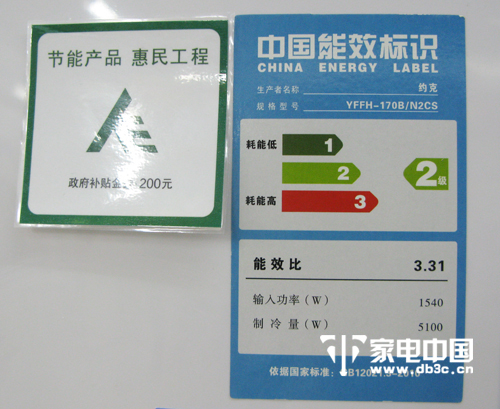 节能产品 惠民工程
政府补贴金 200元
中国能效标识
CHINA ENERGY LABEL
生产者名称 约克
规格型号 YFFH-170B/N2CS
耗能低 1
2 2级
耗能高 3
能效比 3.31
输入功率(W) 1540
制冷量(W) 5100
家电中国
www.db3c.cn
依据国家标准: